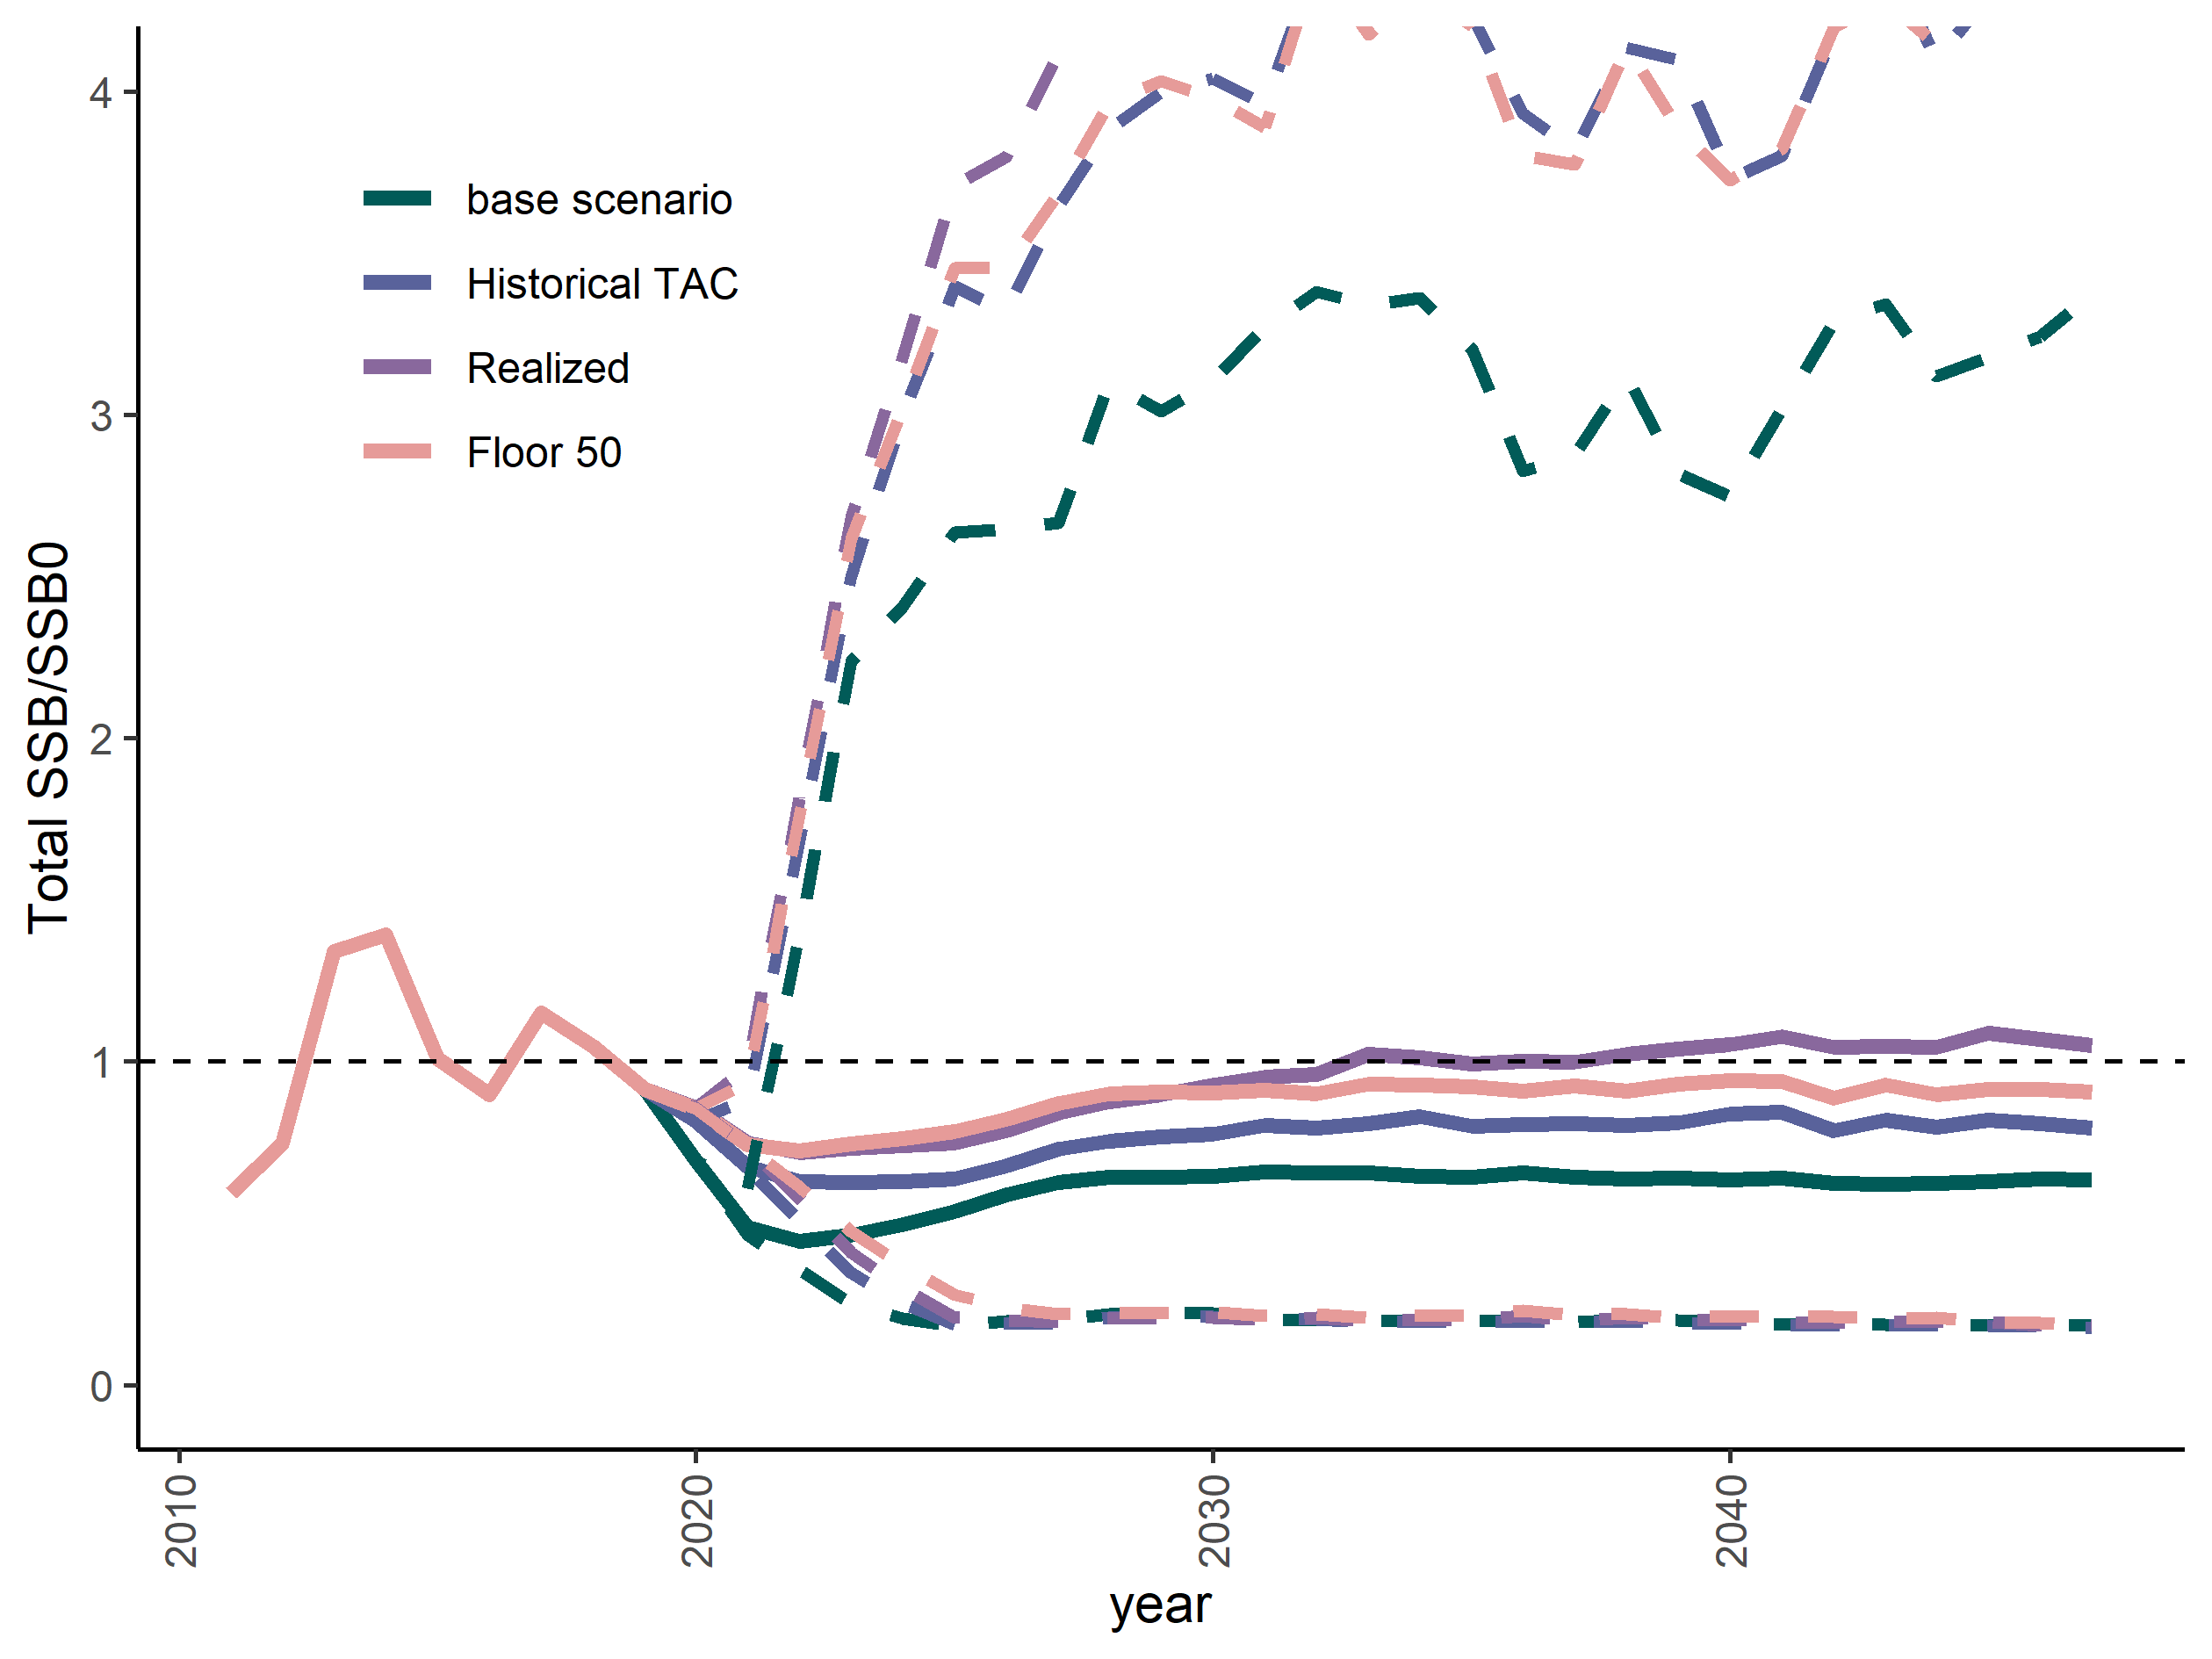 4
3
2
1
0
Total SSB/SSB0
base scenario
Historical TAC
Realized
Floor 50
2010
2020
2030
2040
year